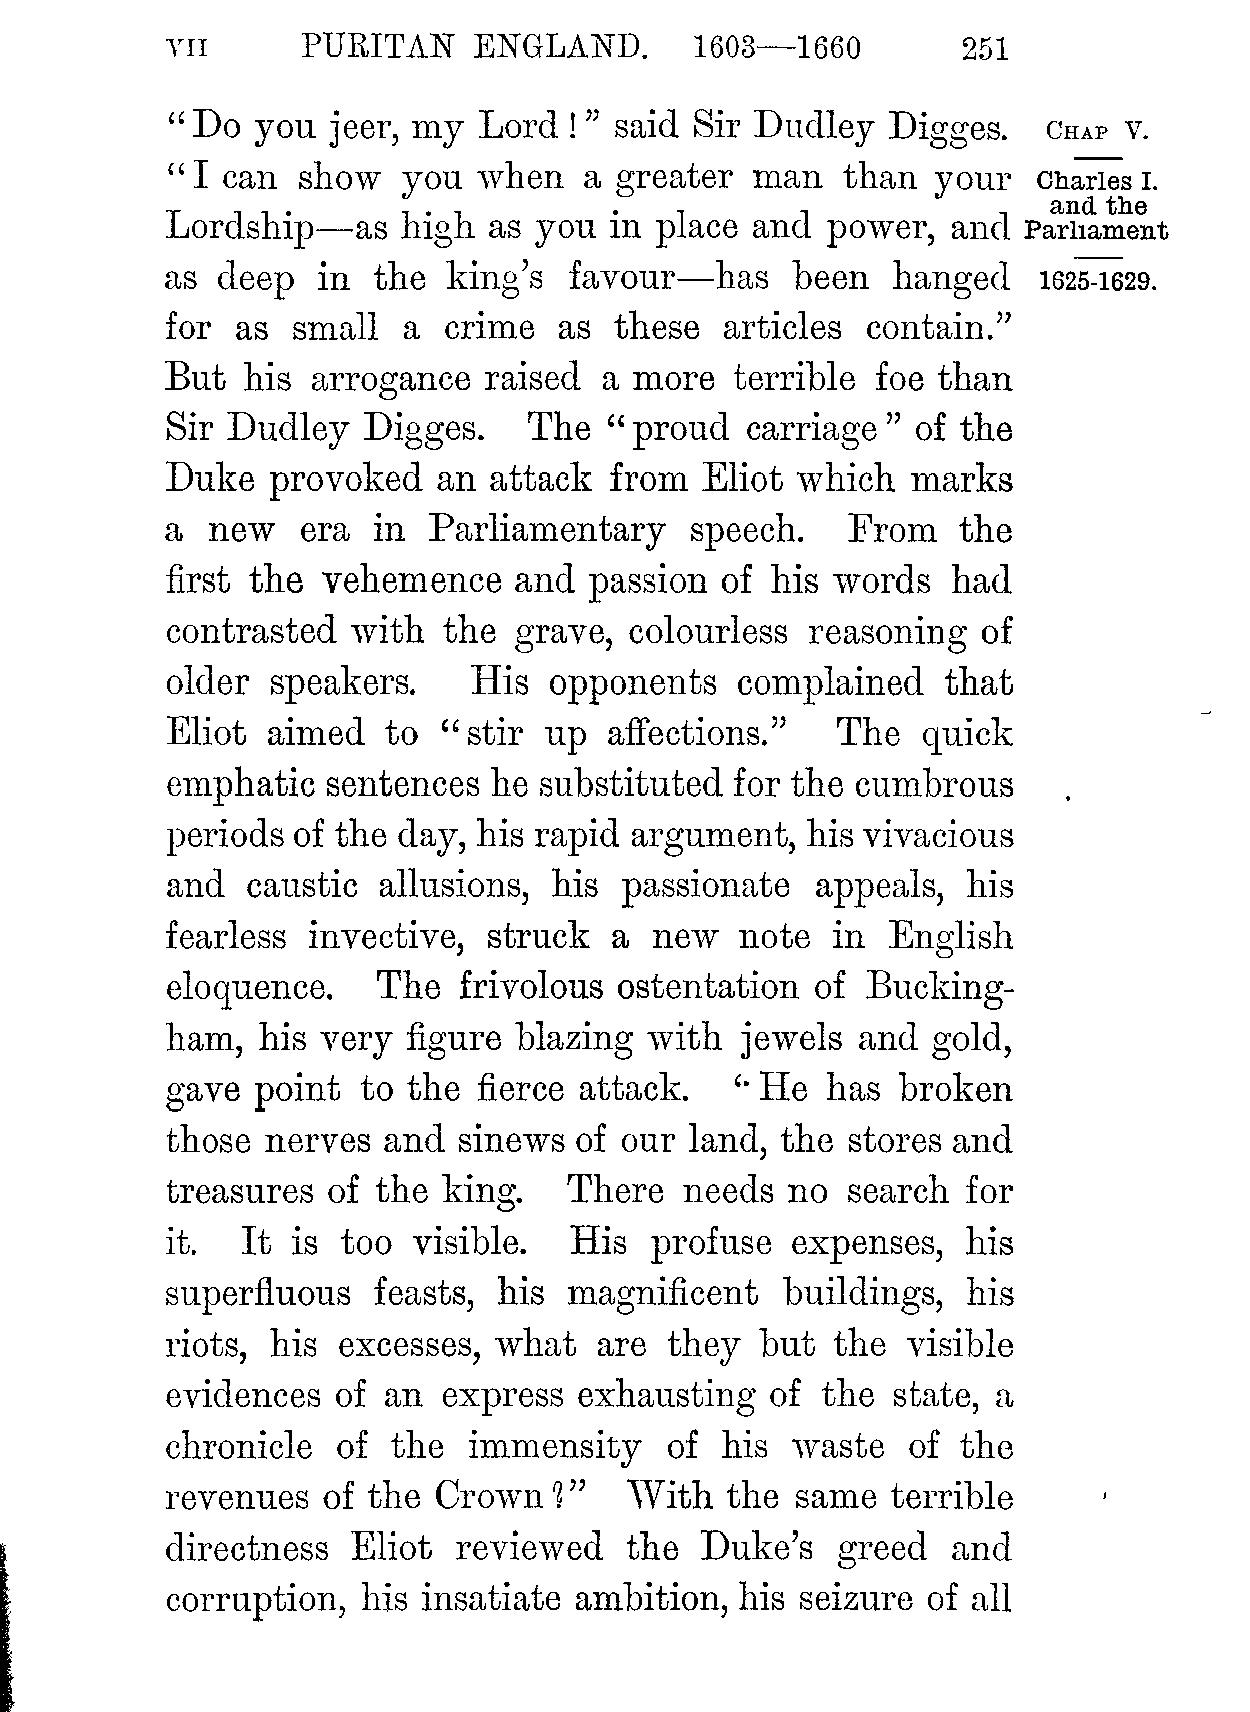 VII PURITAN ENGLAND. 1603—1660 251
"Do you jeer, my Lord!" said Sir Dudley Digges.
"I can show you when a greater man than your
Lordship—as high as you in place and power, and
as deep in the king's favour—has been hanged
for as small a crime as these articles contain."
But his arrogance raised a more terrible foe than
Sir Dudley Digges. The "proud carriage" of the
Duke provoked an attack from Eliot which marks
a new era in Parliamentary speech. From the
first the vehemence and passion of his words had
contrasted with the grave, colourless reasoning of
older speakers. His opponents complained that
Eliot aimed to "stir up affections." The quick
emphatic sentences he substituted for the cumbrous
periods of the day, his rapid argument, his vivacious
and caustic allusions, his passionate appeals, his
fearless invective, struck a new note in English
eloquence. The frivolous ostentation of Bucking-
ham, his very figure blazing with jewels and gold,
gave point to the fierce attack. "He has broken
those nerves and sinews of our land, the stores and
treasures of the king. There needs no search for
it. It is too visible. His profuse expenses, his
superfluous feasts, his magnificent buildings, his
riots, his excesses, what are they but the visible
evidences of an express exhausting of the state, a
chronicle of the immensity of his waste of the
revenues of the Crown?" With the same terrible
directness Eliot reviewed the Duke's greed and
corruption, his insatiate ambition, his seizure of all
CHAP V.
Charles I.
and the
Parliament
1625-1629.